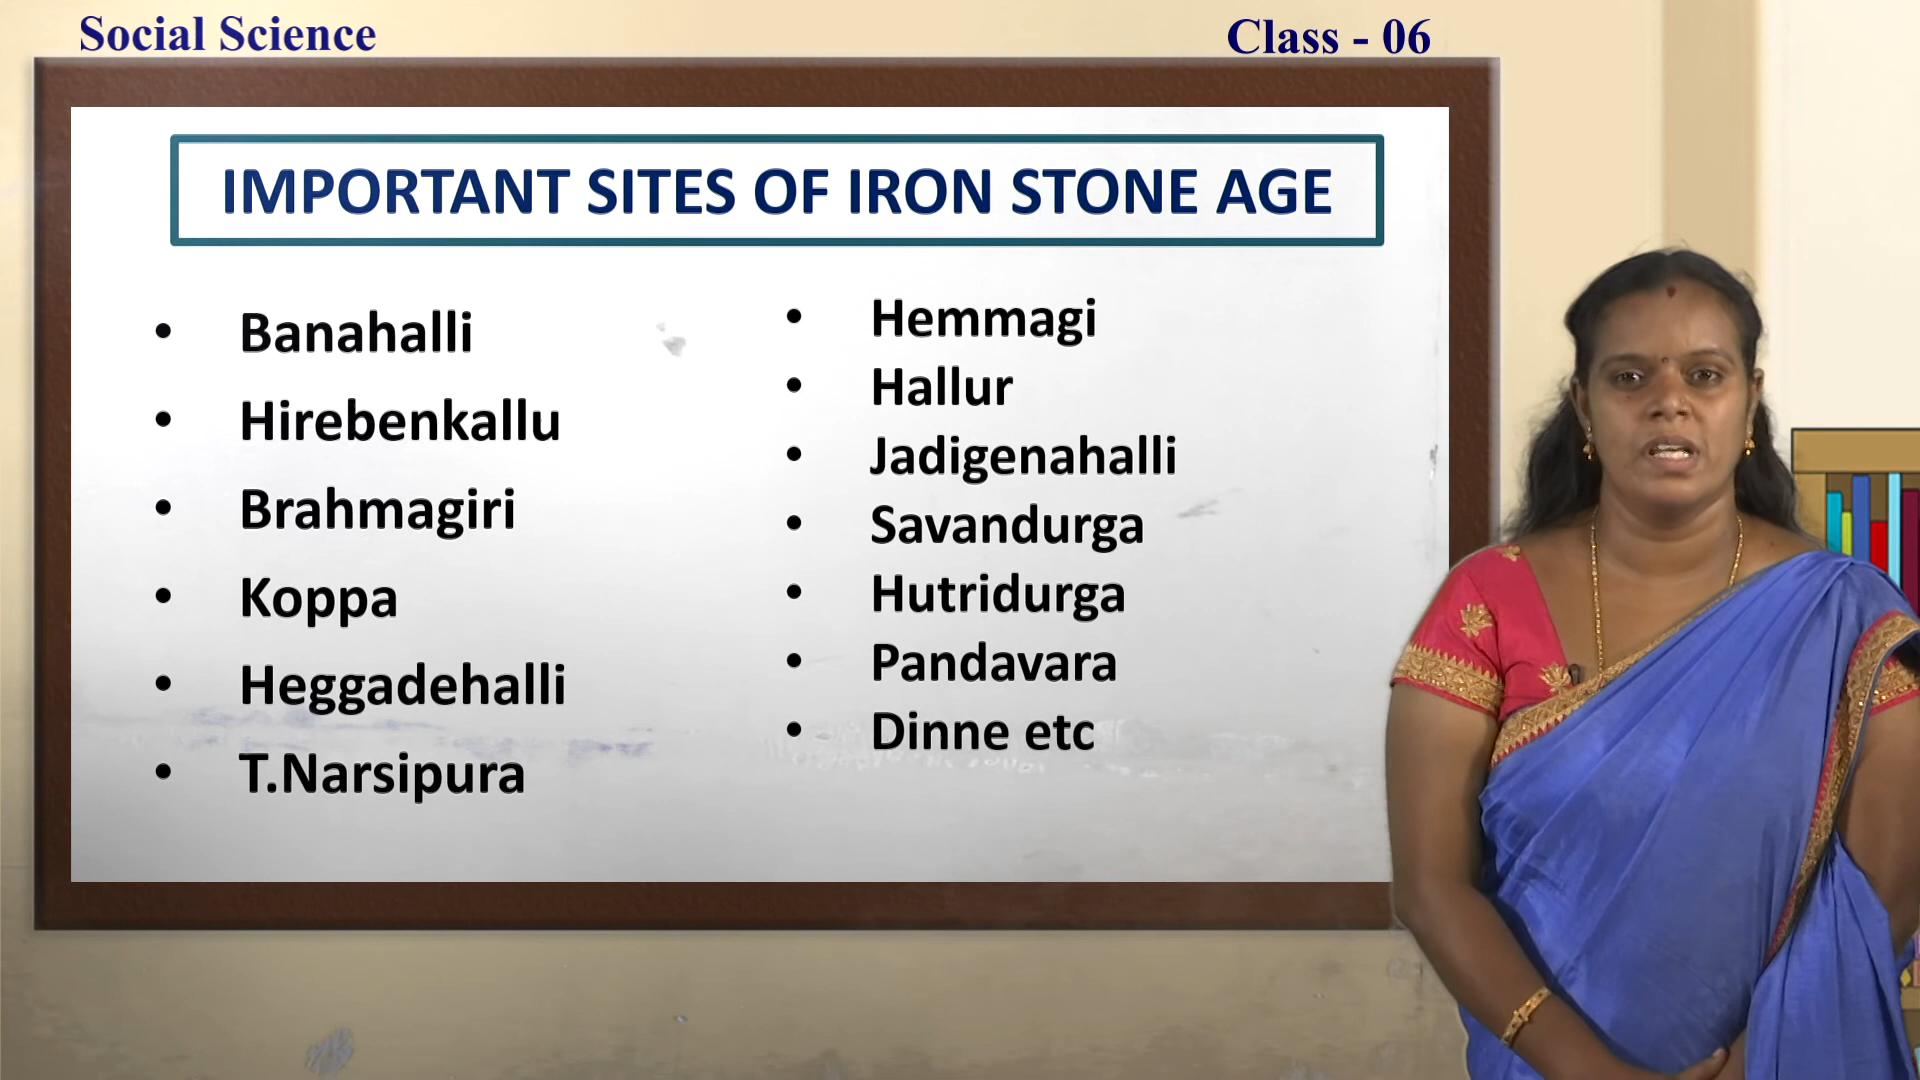 Social Science
Class - 06
IMPORTANT SITES OF IRON STONE AGE
• Banahalli
• Hirebenkallu
• Brahmagiri
• Koppa
• Heggadehalli
• T.Narsipura
• Hemmagi
• Hallur
• Jadigenahalli
• Savandurga
• Hutridurga
• Pandavara
• Dinne etc